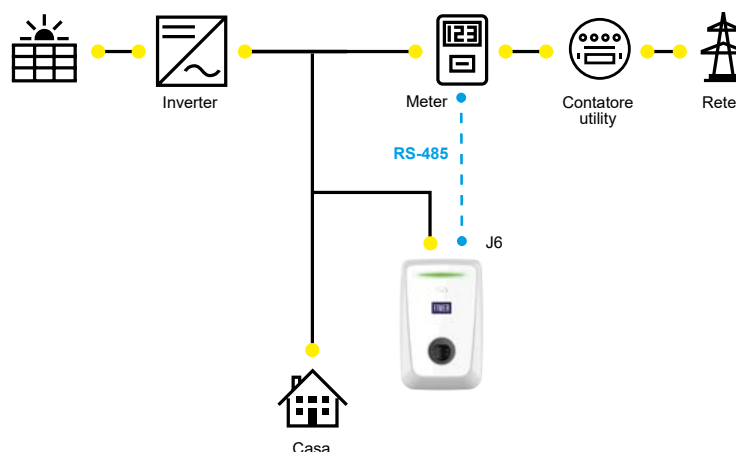 123
Inverter
Meter
Contatore
utility
Rete
RS-485
J6
Casa